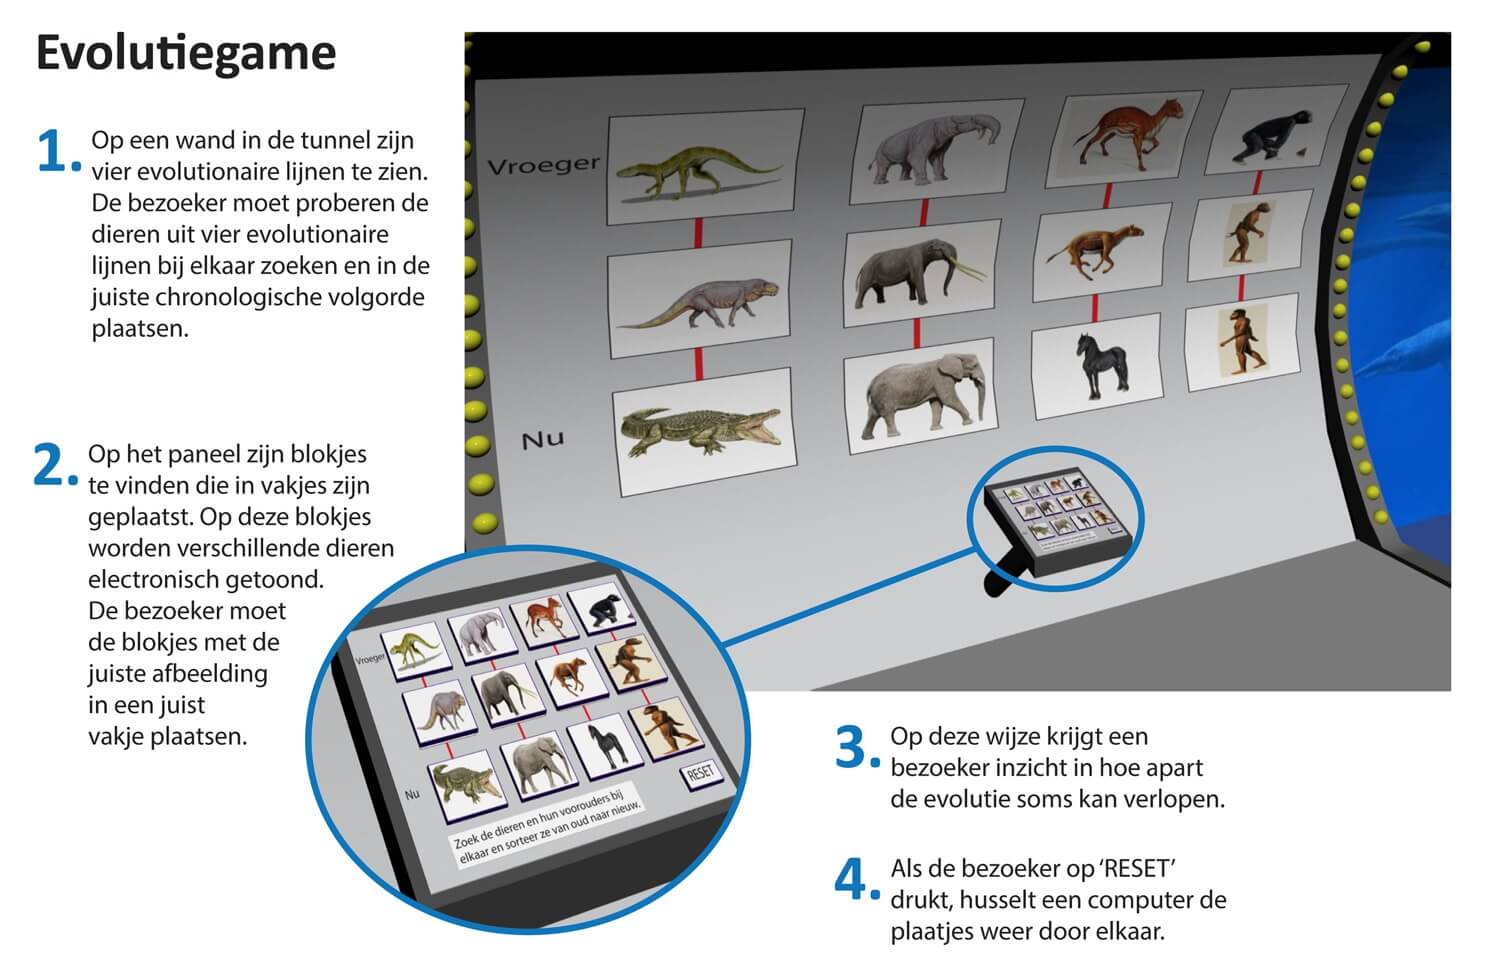 Evolutiegame
1. Op een wand in de tunnel zijn
vier evolutionaire lijnen te zien.
De bezoeker moet proberen de
dieren uit vier evolutionaire
lijnen bij elkaar zoeken en in de
juiste chronologische volgorde
plaatsen.
2. Op het paneel zijn blokjes
te vinden die in vakjes zijn
geplaatst. Op deze blokjes
worden verschillende dieren
electronisch getoond.
De bezoeker moet
de blokjes met de
juiste afbeelding
in een juist
vakje plaatsen.
Vroeger
Nu
Vroeger
Nu
RESET
Zoek de dieren en hun voorouders bij
elkaar en sorteer ze van oud naar nieuw.
3. Op deze wijze krijgt een
bezoeker inzicht in hoe apart
de evolutie soms kan verlopen.
4. Als de bezoeker op ‘RESET’
drukt, husselt een computer de
plaatjes weer door elkaar.